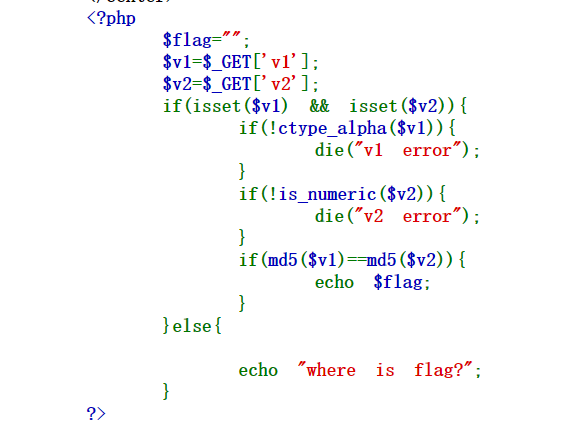 <?php
$flag="";
$v1=$_GET['v1'];
$v2=$_GET['v2'];
if(isset($v1) && isset($v2)){
if(!ctype_alpha($v1)){
die("v1 error");
}
if(!is_numeric($v2)){
die("v2 error");
}
if(md5($v1)==md5($v2)){
echo $flag;
}
}else{
echo "where is flag?";
}
?>